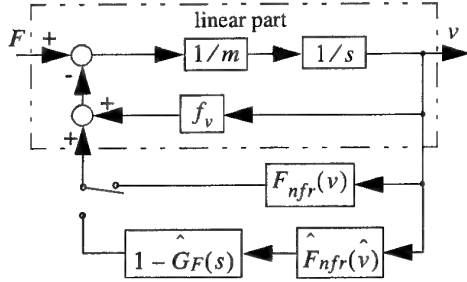 linear part
F + v
1/m 1/s
-
+ f_v
+
F_nfr(v)
1 - Ĝ_F(s) F̂_nfr(v̂)